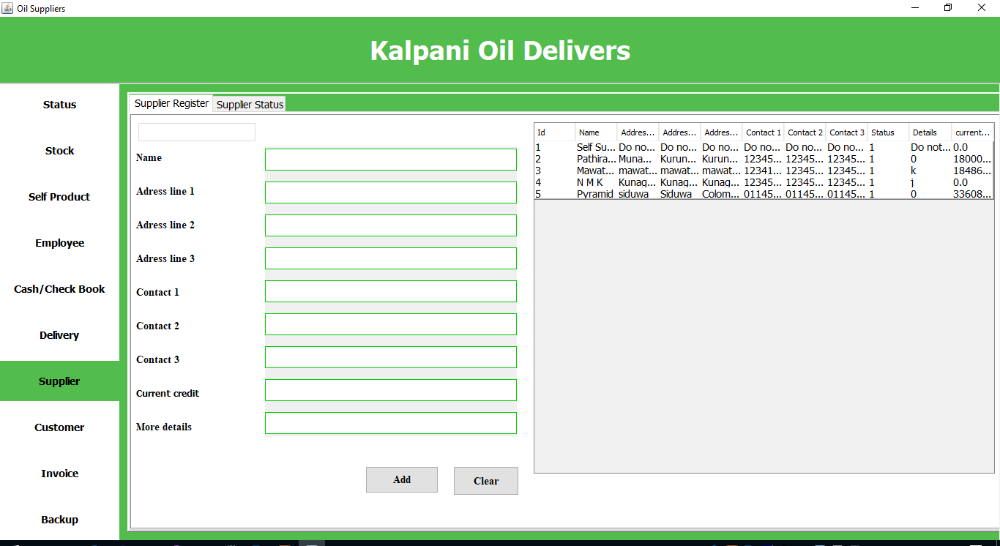 Oil Suppliers
Kalpani Oil Delivers
Status
Stock
Self Product
Employee
Cash/Check Book
Delivery
Supplier
Customer
Invoice
Backup
Supplier Register Supplier Status
Name
Adress line 1
Adress line 2
Adress line 3
Contact 1
Contact 2
Contact 3
Current credit
More details
Add Clear
Id Name Addres... Addres... Addres... Contact 1 Contact 2 Contact 3 Status Details current...
1 Self Su... Do no... Do no... Do no... Do no... Do no... Do no... 1 Do not... 0.0
2 Pathira... Muna... Kurun... Kurun... 12345... 12345... 12345... 1 0 18000...
3 Mawat... mawat... mawat... mawat... 12341... 12345... 12345... 1 k 18486...
4 N M K Kunag... Kunag... Kunag... 12345... 12345... 12345... 1 j 0.0
5 Pyramid siduwa Siduwa Colom... 01145... 01145... 01145... 1 0 33608...